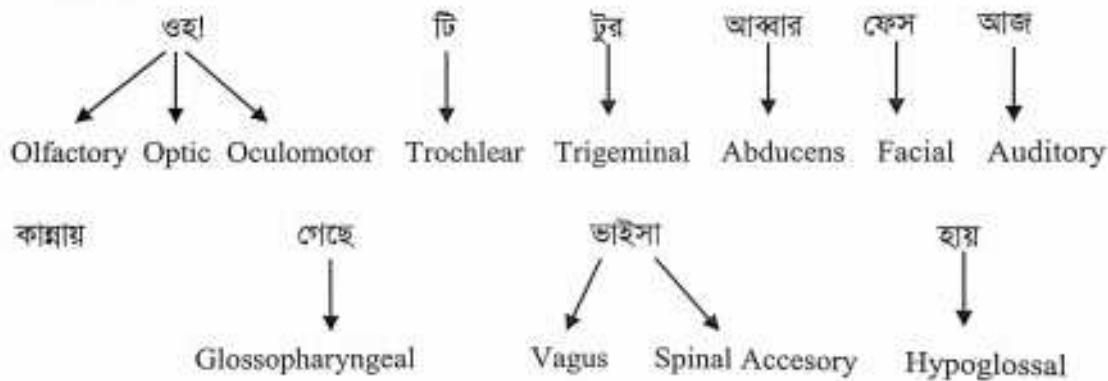 ওহ! টি টুর আব্বার ফেস আজ
Olfactory Optic Oculomotor Trochlear Trigeminal Abducens Facial Auditory
কান্নায় গেছে ভাইসা হায়
Glossopharyngeal Vagus Spinal Accesory Hypoglossal